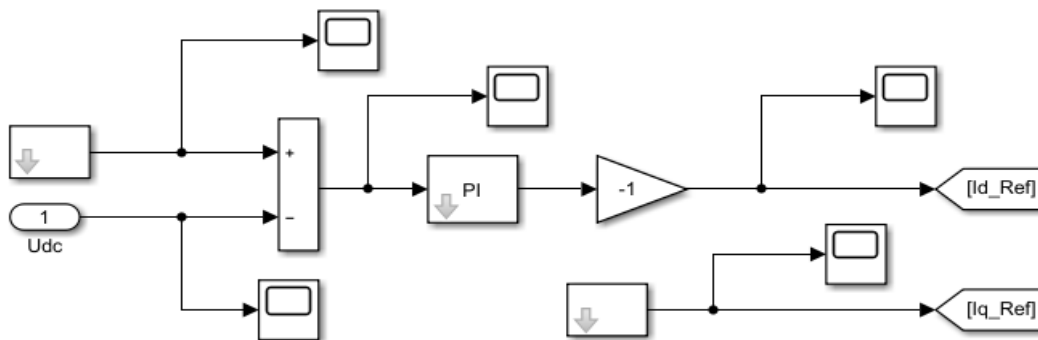 +
−
1
Udc
PI
-1
[Id_Ref]
[Iq_Ref]